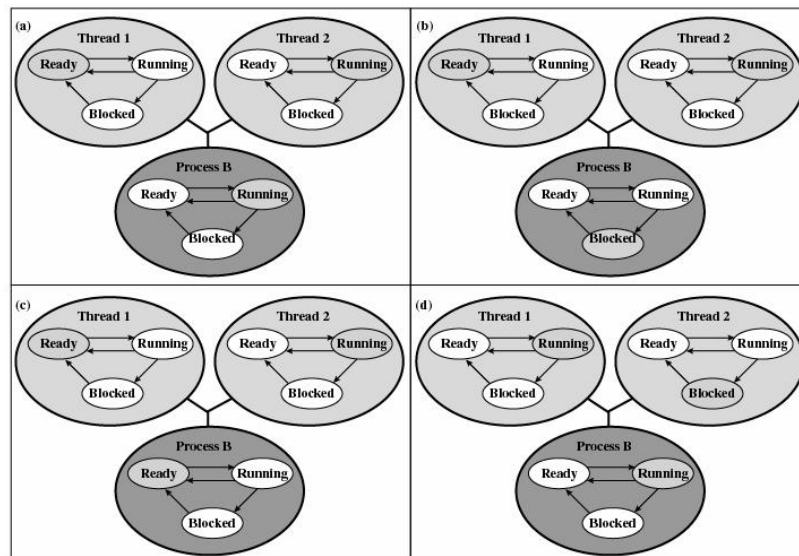 (a)
Thread 1
Thread 2
Ready
Running
Ready
Running
Blocked
Blocked
Process B
Ready
Running
Blocked
(b)
Thread 1
Thread 2
Ready
Running
Ready
Running
Blocked
Blocked
Process B
Ready
Running
Blocked
(c)
Thread 1
Thread 2
Ready
Running
Ready
Running
Blocked
Blocked
Process B
Ready
Running
Blocked
(d)
Thread 1
Thread 2
Ready
Running
Ready
Running
Blocked
Blocked
Process B
Ready
Running
Blocked